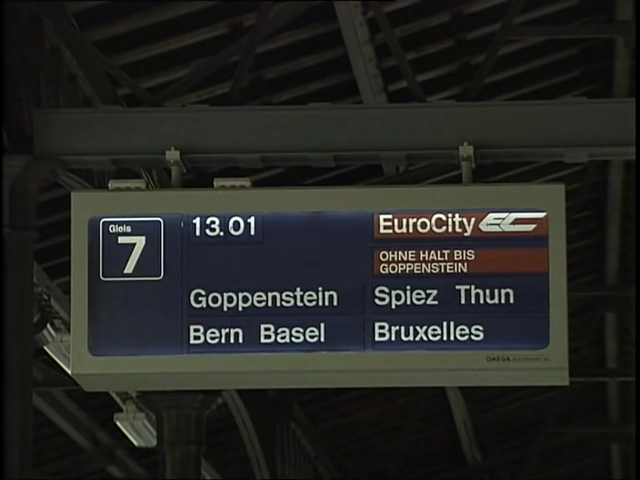 Gleis
7
13.01
EuroCity EC
OHNE HALT BIS
GOPPENSTEIN
Goppenstein Spiez Thun
Bern Basel Bruxelles
OMEGA